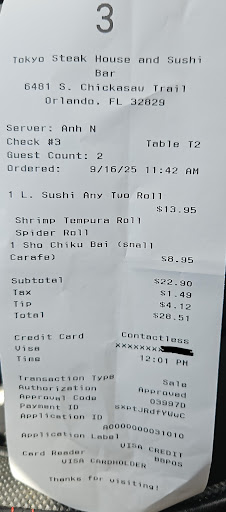 3
Tokyo Steak House and Sushi
Bar
6481 S. Chickasaw Trail
Orlando, FL 32829
Server: Anh N
Check #3 Table T2
Guest Count: 2
Ordered: 9/16/25 11:42 AM
1 L. Sushi Any Two Roll
$13.95
Shrimp Tempura Roll
Spider Roll
1 Sho Chiku Bai (small
Carafe) $8.95
Subtotal $22.90
Tax $1.49
Tip $4.12
Total $28.51
Credit Card Contactless
Visa xxxxxxxx
Time 12:01 PM
Transaction Type Sale
Authorization Approved
Approval Code 03997D
Payment ID
Application ID A0000000031010
Application Label VISA CREDIT
Card Reader BBPOS
VISA CARDHOLDER
Thanks for visiting!